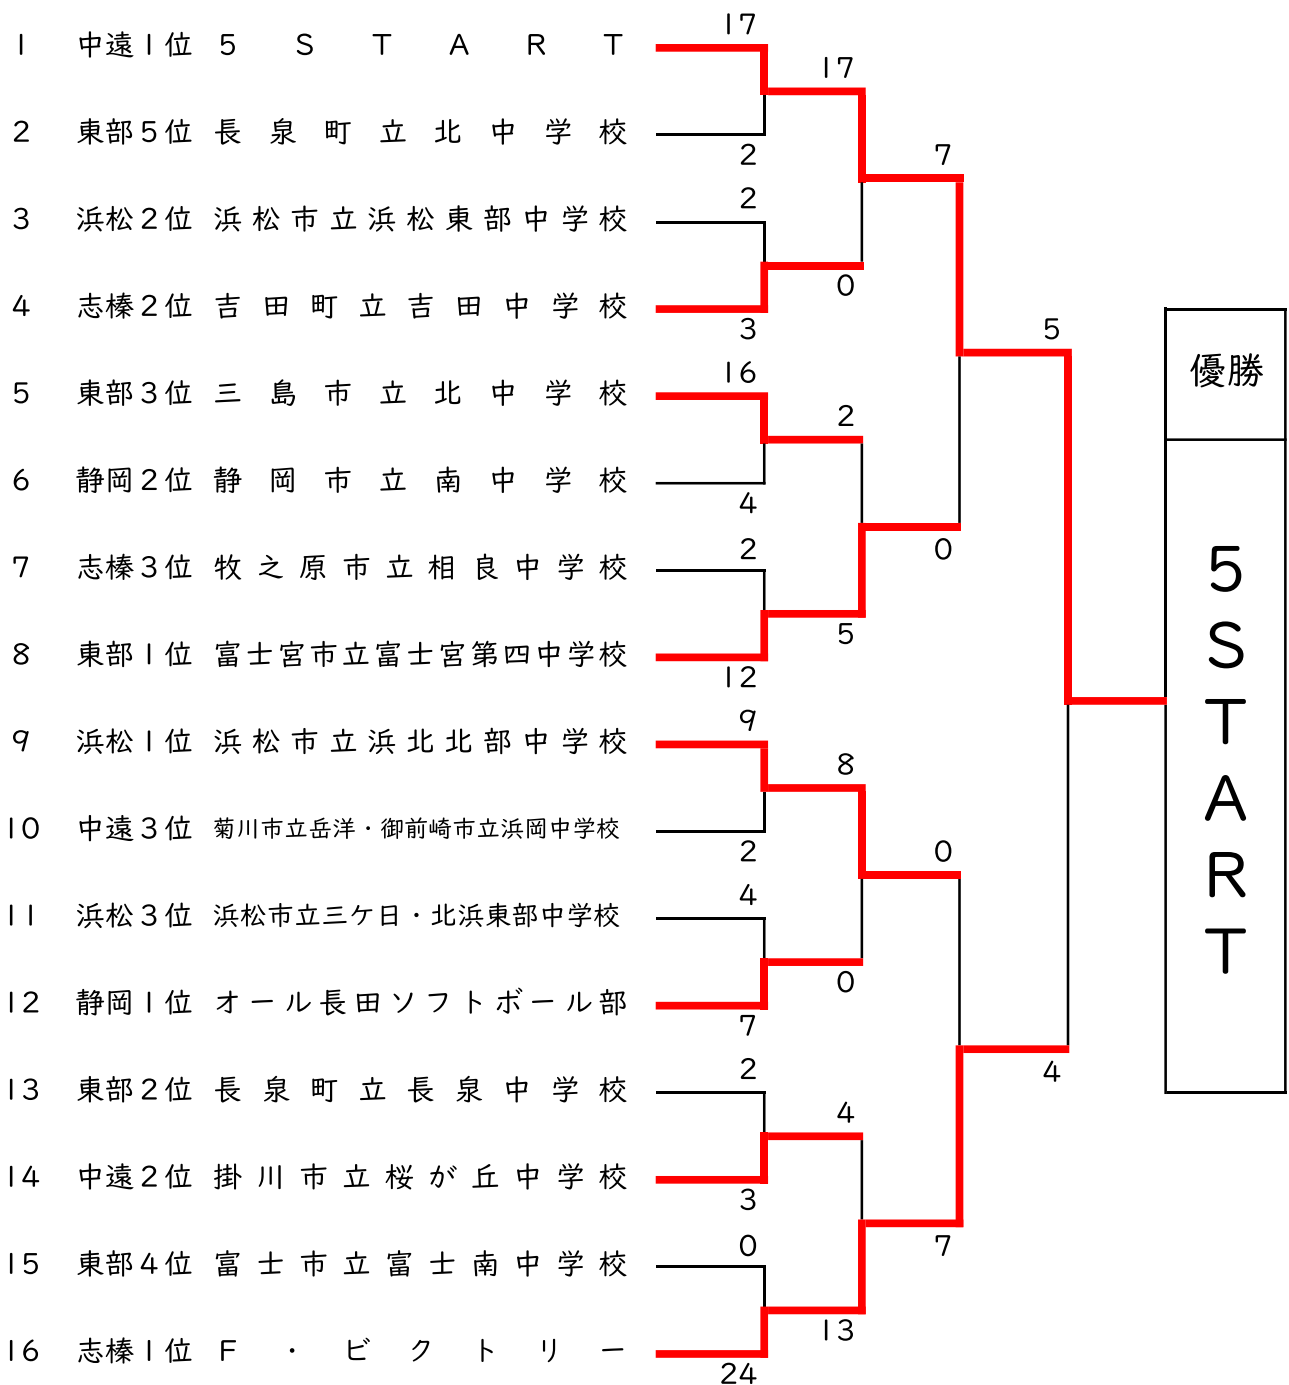 17
1 中遠1位 5START
17
2 東部5位 長泉町立北中学校
2
7
2
3 浜松2位 浜松市立浜松東部中学校
0
4 志榛2位 吉田町立吉田中学校
3
5
16
5 東部3位 三島市立北中学校
2
優勝
6 静岡2位 静岡市立南中学校
4
2
0
7 志榛3位 牧之原市立相良中学校
5
8 東部1位 富士宮市立富士宮第四中学校
12
5START
9
9 浜松1位 浜松市立浜北北部中学校
8
10 中遠3位 菊川市立岳洋・御前崎市立浜岡中学校
2
0
4
11 浜松3位 浜松市立三ケ日・北浜東部中学校
0
12 静岡1位 オール長田ソフトボール部
7
2
4
13 東部2位 長泉町立長泉中学校
4
14 中遠2位 掛川市立桜が丘中学校
3
0
7
15 東部4位 富士市立富士南中学校
13
16 志榛1位 F・ビクトリー
24